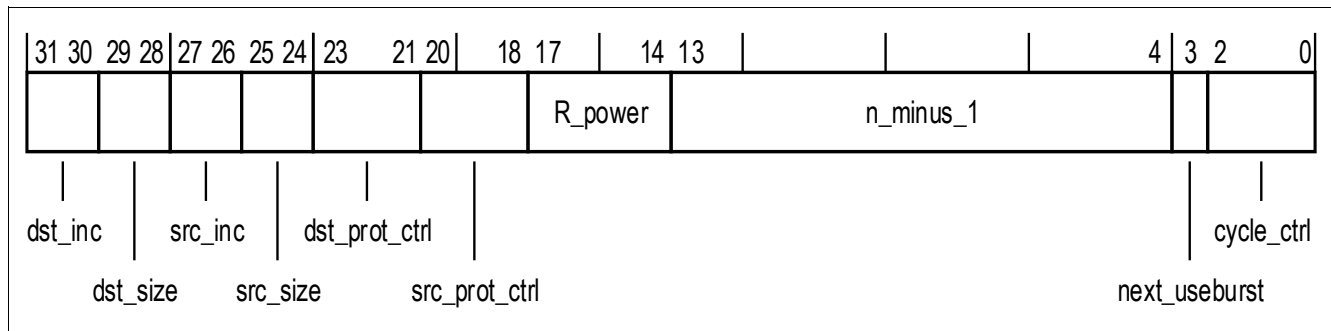 31 30 29 28 27 26 25 24 23 21 20 18 17 14 13 4 3 2 0
R_power n_minus_1
dst_inc src_inc dst_prot_ctrl cycle_ctrl
dst_size src_size src_prot_ctrl next_useburst